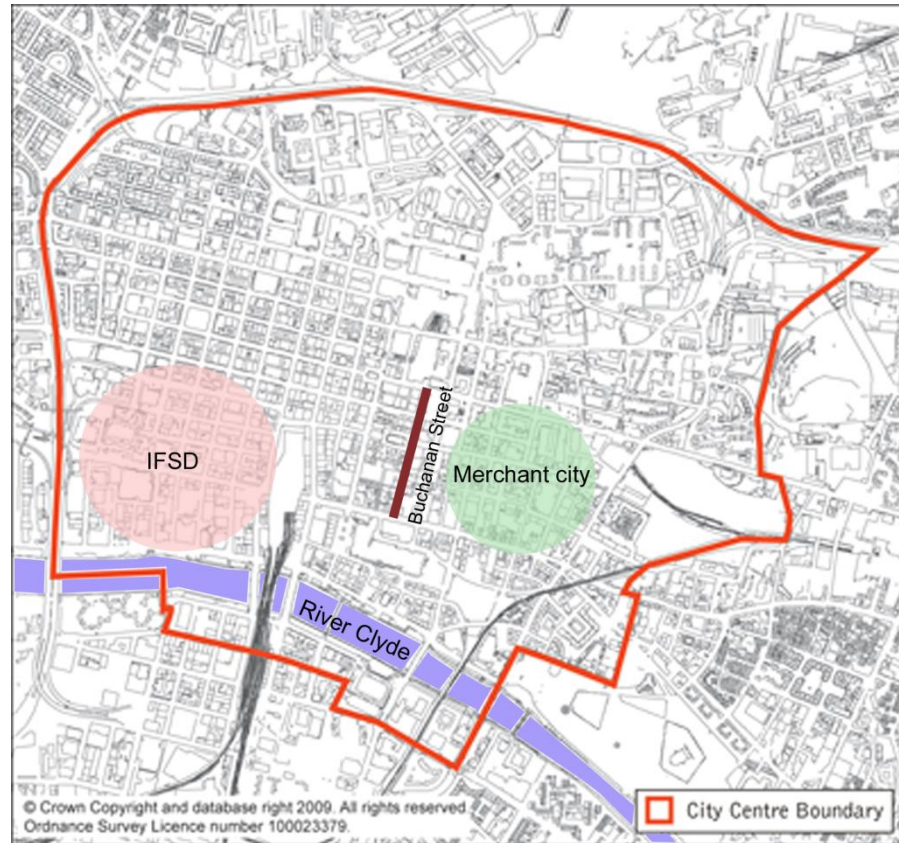 Buchanan Street
IFSD
Merchant city
River Clyde
© Crown Copyright and database right 2009. All rights reserved
Ordnance Survey Licence number 100023379.
City Centre Boundary